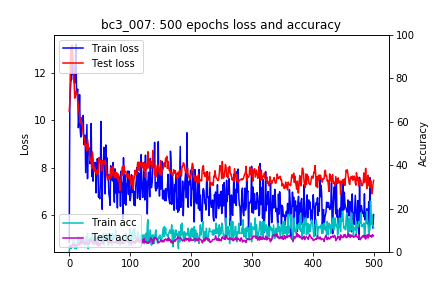 bc3_007: 500 epochs loss and accuracy
Train loss
Test loss
Train acc
Test acc
Loss
Accuracy
12
10
8
6
100
80
60
40
20
0
0
100
200
300
400
500